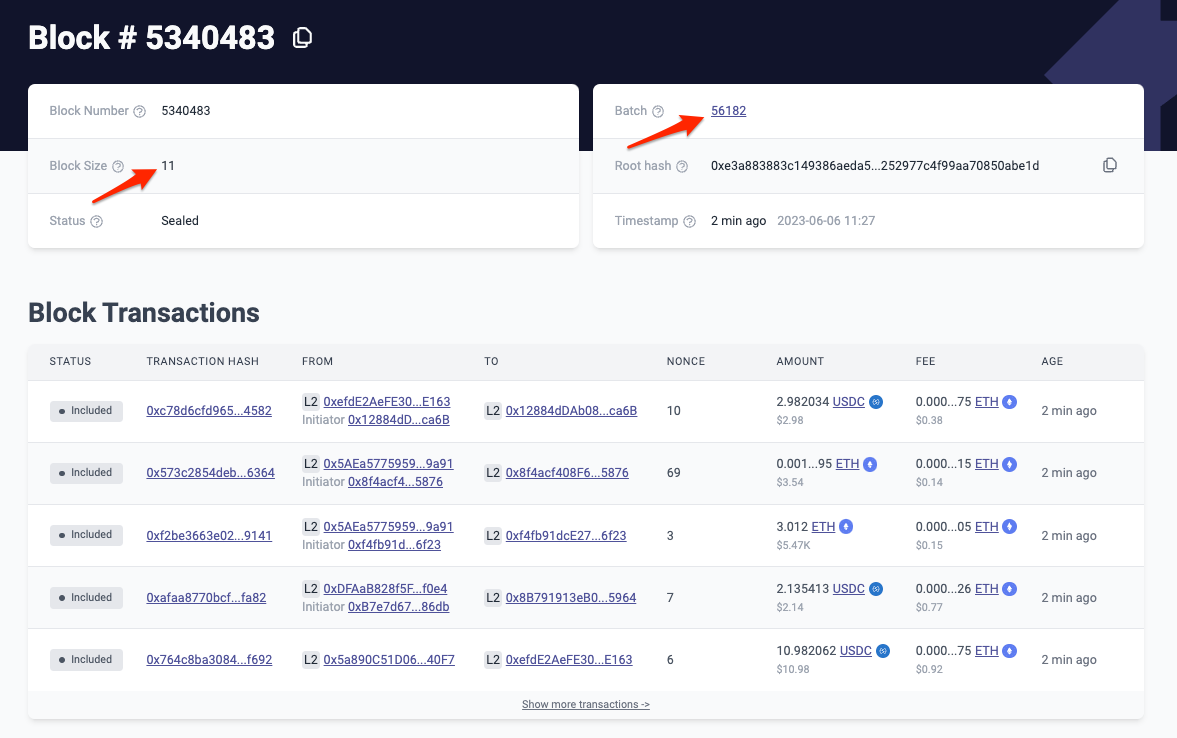 Block # 5340483
Block Number 5340483
Block Size 11
Status Sealed
Batch 56182
Root hash 0xe3a883883c149386aeda5...252977c4f99aa70850abe1d
Timestamp 2 min ago 2023-06-06 11:27
Block Transactions
STATUS TRANSACTION HASH FROM TO NONCE AMOUNT FEE AGE
Included 0xc78d6cfd965...4582 L2 0xefdE2AeFE30...E163 L2 0x12884dDAb08...ca6B 10 2.982034 USDC 0.000...75 ETH 2 min ago
Initiator 0x12884dD...ca6B $2.98 $0.38
Included 0x573c2854deb...6364 L2 0x5AEa5775959...9a91 L2 0x8f4acf408F6...5876 69 0.001...95 ETH 0.000...15 ETH 2 min ago
Initiator 0x8f4acf4...5876 $3.54 $0.14
Included 0xf2be3663e02...9141 L2 0x5AEa5775959...9a91 L2 0xf4fb91dcE27...6f23 3 3.012 ETH 0.000...05 ETH 2 min ago
Initiator 0xf4fb91d...6f23 $5.47K $0.15
Included 0xafaa8770bcf...fa82 L2 0xDFAaB828f5F...f0e4 L2 0x8B791913eB0...5964 7 2.135413 USDC 0.000...26 ETH 2 min ago
Initiator 0xB7e7d67...86db $2.14 $0.77
Included 0x764c8ba3084...f692 L2 0x5a890C51D06...40F7 L2 0xefdE2AeFE30...E163 6 10.982062 USDC 0.000...75 ETH 2 min ago
$10.98 $0.92
Show more transactions ->